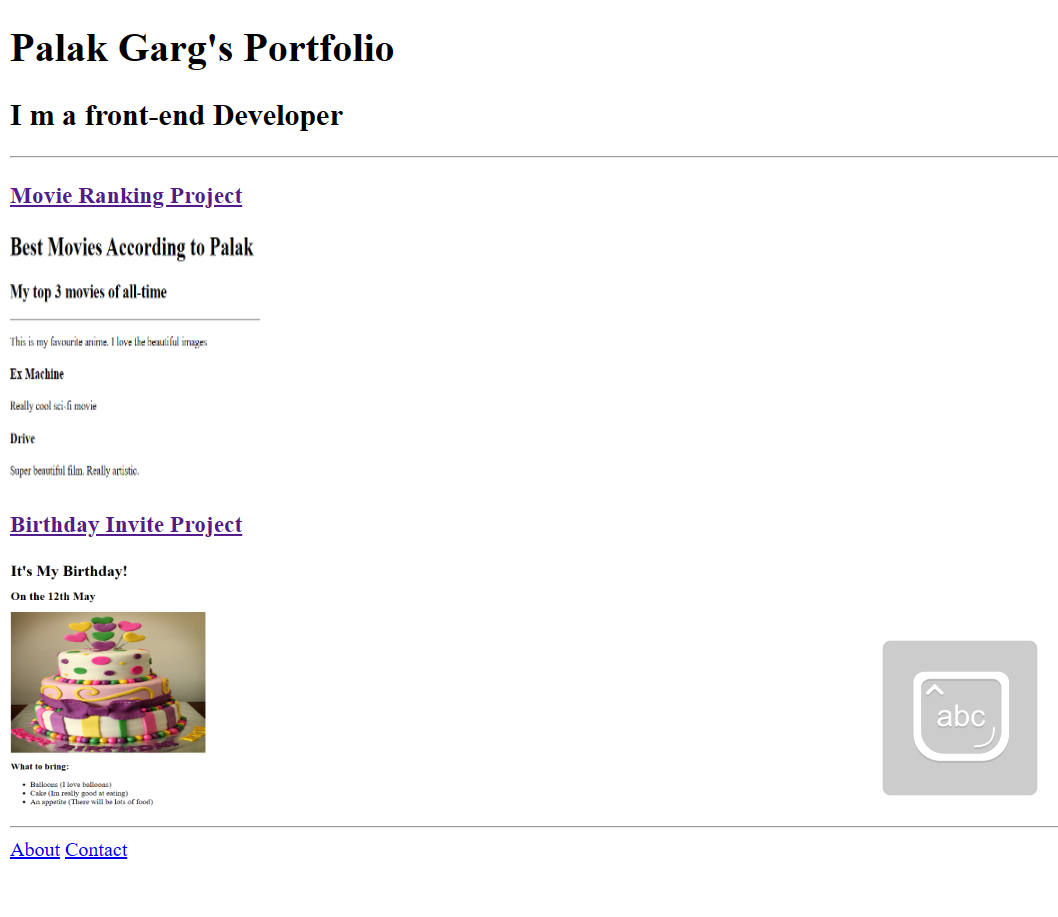 Palak Garg's Portfolio
I m a front-end Developer
Movie Ranking Project
Best Movies According to Palak
My top 3 movies of all-time
This is my favourite anime. I love the beautiful images
Ex Machine
Really cool sci-fi movie
Drive
Super beautiful film. Really artistic.
Birthday Invite Project
It's My Birthday!
On the 12th May
What to bring:
Balloons (I love balloons)
Cake (Im really good at eating)
An appetite (There will be lots of food)
abc
About Contact